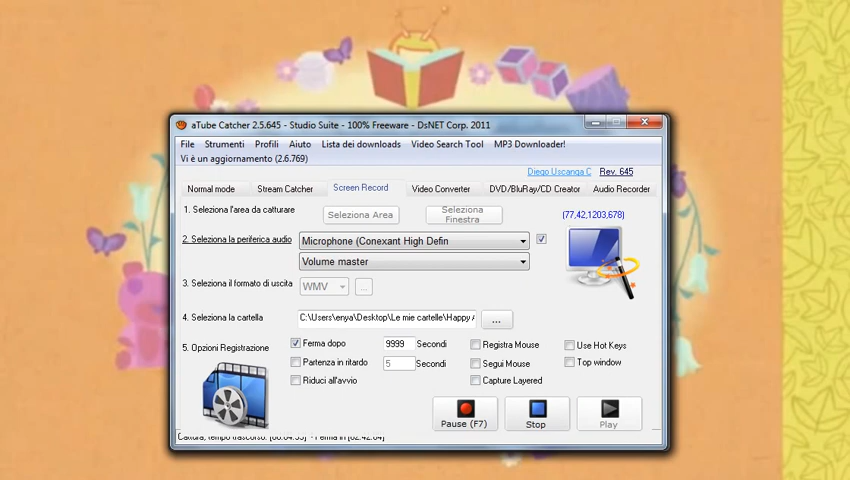 aTube Catcher 2.5.645 - Studio Suite - 100% Freeware - DsNET Corp. 2011
File Strumenti Profili Aiuto Lista dei downloads Video Search Tool MP3 Downloader!
Vi è un aggiornamento (2.6.769)
Diego Uscanga C Rev. 645
Normal mode Stream Catcher Screen Record Video Converter DVD/BluRay/CD Creator Audio Recorder
1. Seleziona l'area da catturare Seleziona Area Seleziona Finestra (77,42,1203,678)
2. Seleziona la periferica audio Microphone (Conexant High Defin
Volume master
3. Seleziona il formato di uscita WMV ...
4. Seleziona la cartella C:\Users\enya\Desktop\Le mie cartelle\Happy A ...
5. Opzioni Registrazione Ferma dopo 9999 Secondi Registra Mouse Use Hot Keys
Partenza in ritardo 5 Secondi Segui Mouse Top window
Riduci all'avvio Capture Layered
Pause (F7) Stop Play
Cattura, tempo trascorso: